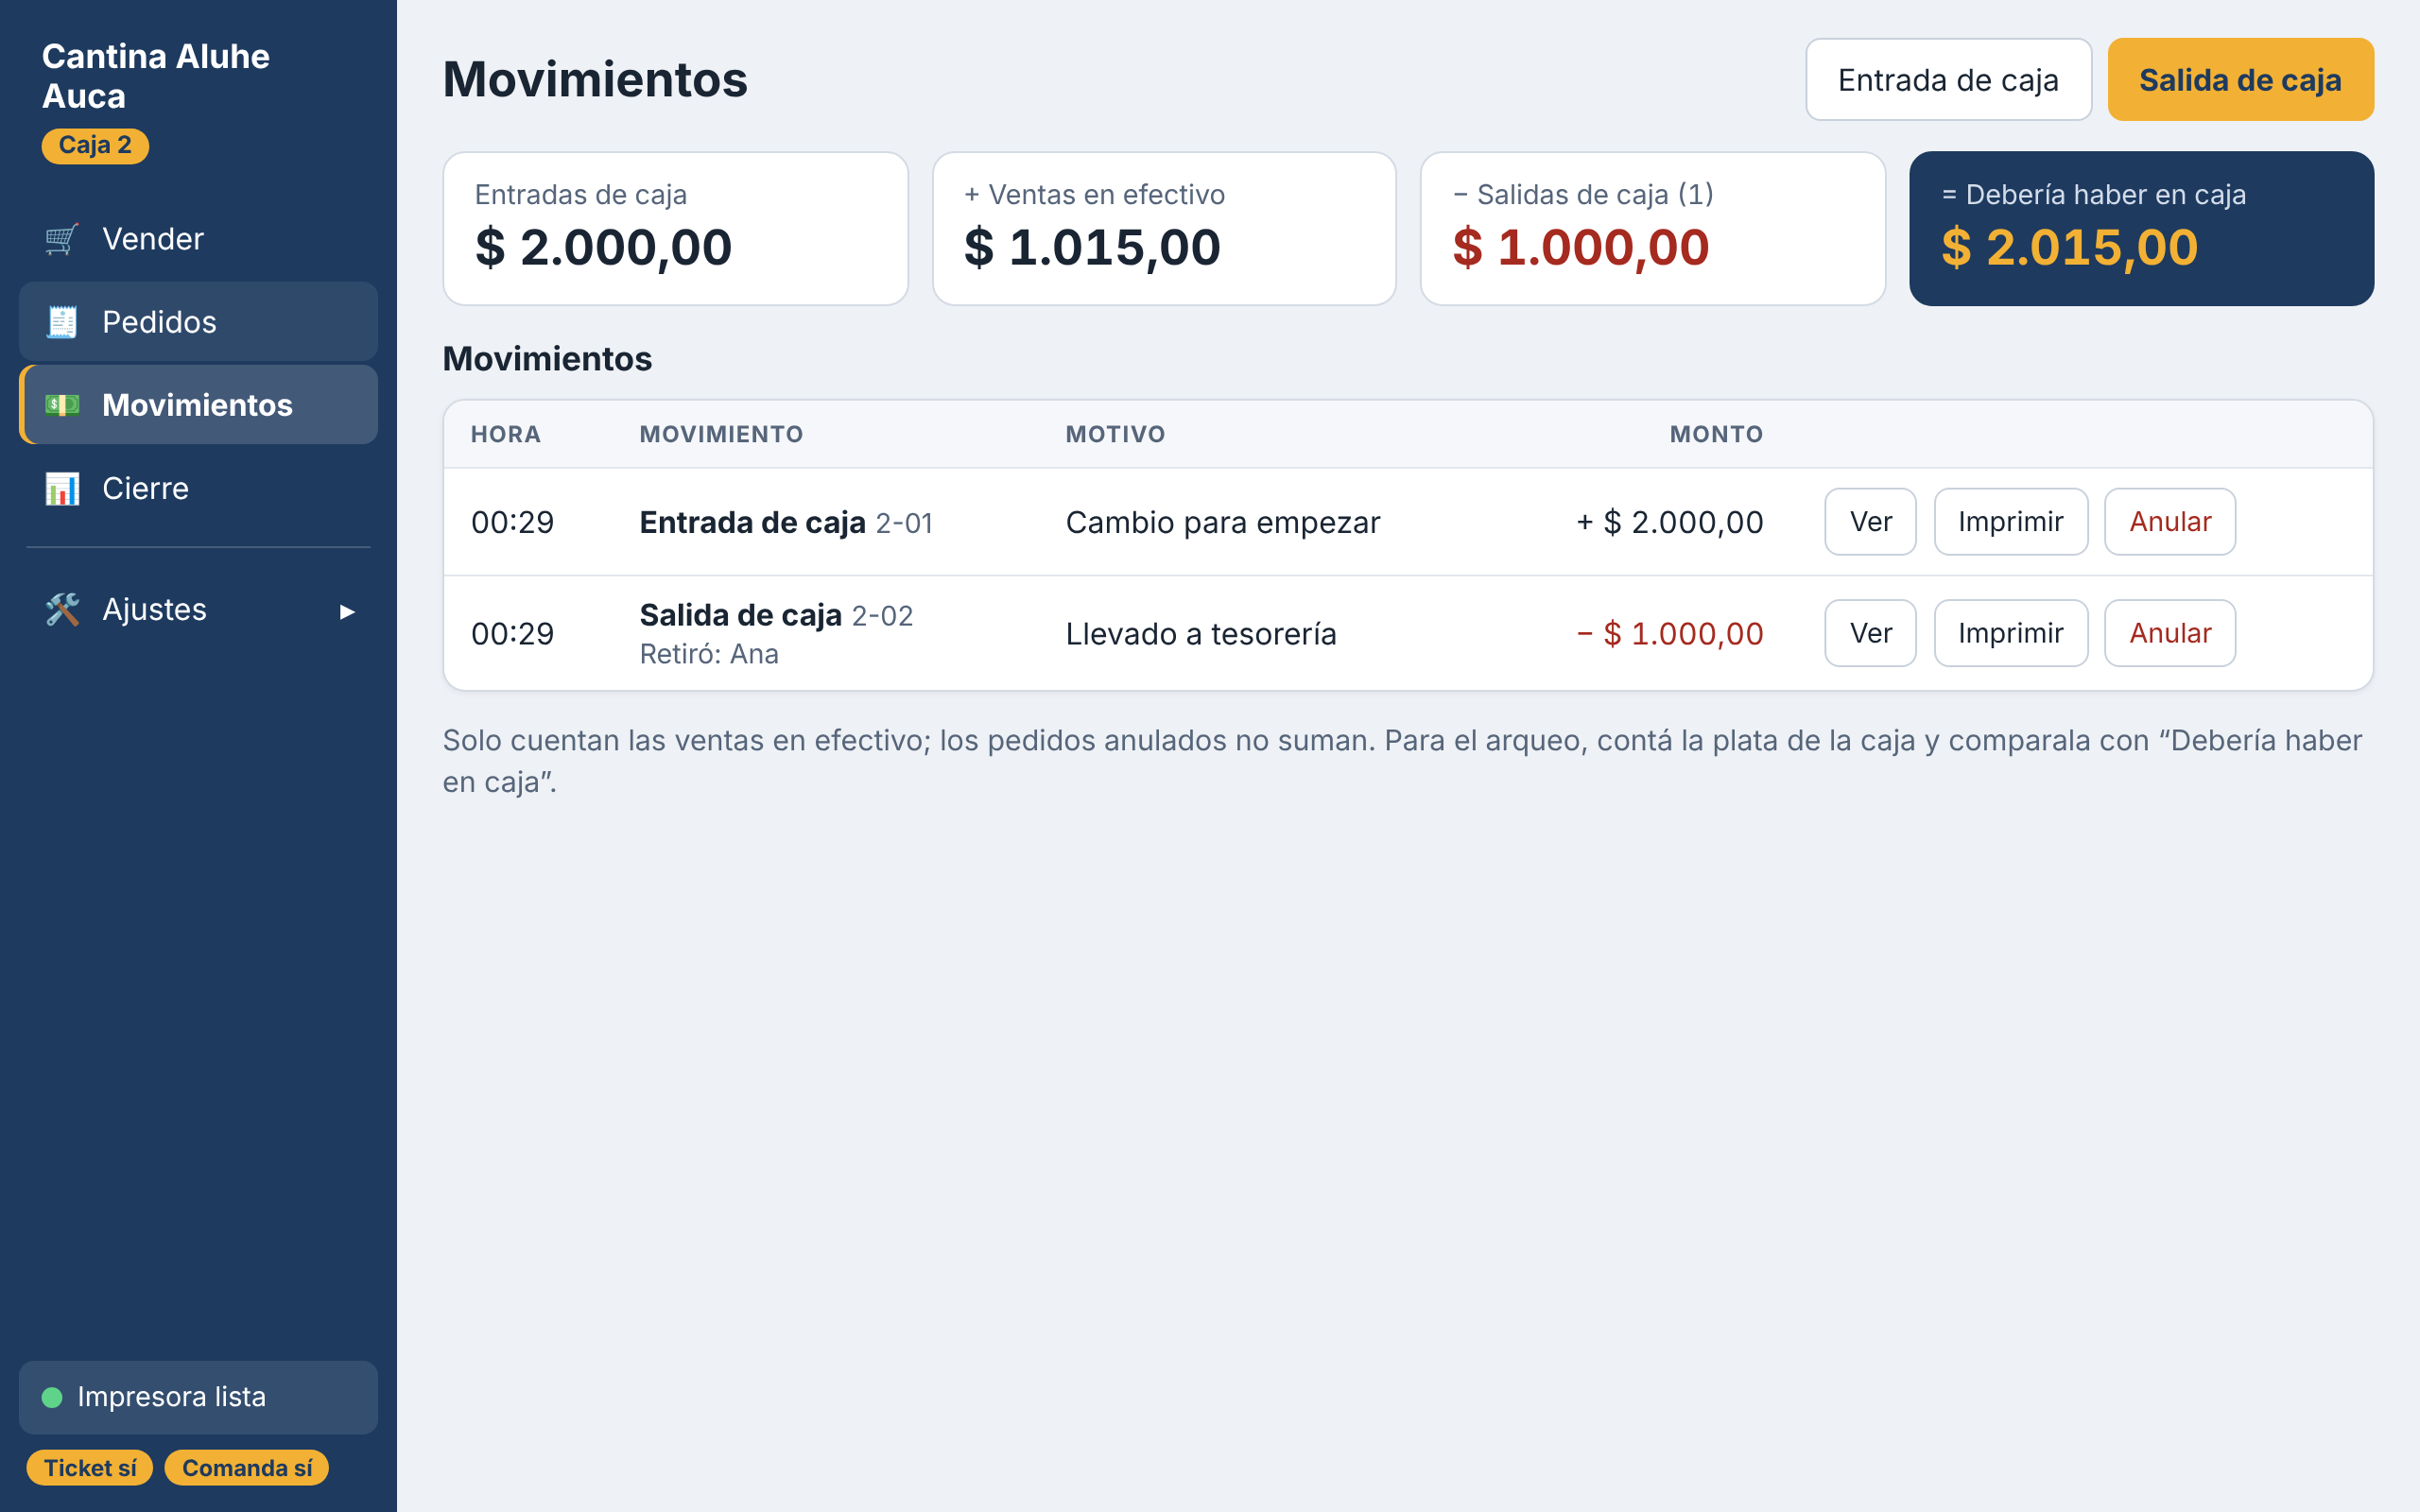 Cantina Aluhe
Auca
Caja 2
Vender
Pedidos
Movimientos
Cierre
Ajustes
Impresora lista
Ticket sí
Comanda sí
Movimientos
Entrada de caja
Salida de caja
Entradas de caja
$ 2.000,00
+ Ventas en efectivo
$ 1.015,00
− Salidas de caja (1)
$ 1.000,00
= Debería haber en caja
$ 2.015,00
Movimientos
HORA MOVIMIENTO MOTIVO MONTO
00:29 Entrada de caja 2-01 Cambio para empezar + $ 2.000,00 Ver Imprimir Anular
00:29 Salida de caja 2-02 Llevado a tesorería − $ 1.000,00 Ver Imprimir Anular
Retiró: Ana
Solo cuentan las ventas en efectivo; los pedidos anulados no suman. Para el arqueo, contá la plata de la caja y comparala con “Debería haber
en caja”.